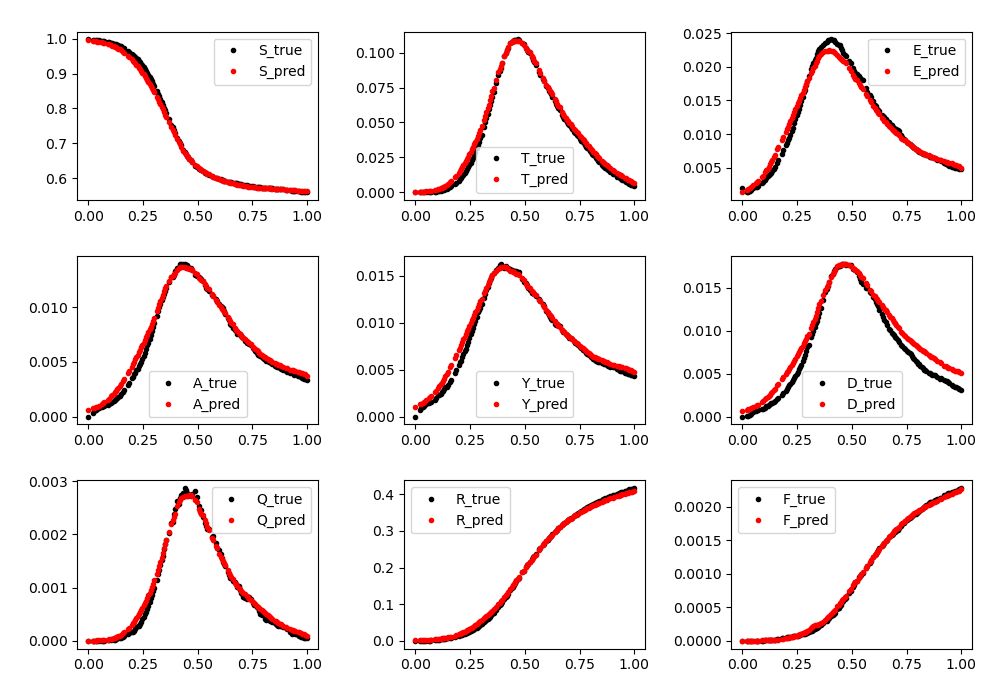 1.0
0.9
0.8
0.7
0.6
S_true
S_pred
0.00 0.25 0.50 0.75 1.00
0.100
0.075
0.050
0.025
0.000
T_true
T_pred
0.00 0.25 0.50 0.75 1.00
0.025
0.020
0.015
0.010
0.005
E_true
E_pred
0.00 0.25 0.50 0.75 1.00
0.010
0.005
0.000
A_true
A_pred
0.00 0.25 0.50 0.75 1.00
0.015
0.010
0.005
0.000
Y_true
Y_pred
0.00 0.25 0.50 0.75 1.00
0.015
0.010
0.005
0.000
D_true
D_pred
0.00 0.25 0.50 0.75 1.00
0.003
0.002
0.001
0.000
Q_true
Q_pred
0.00 0.25 0.50 0.75 1.00
0.4
0.3
0.2
0.1
0.0
R_true
R_pred
0.00 0.25 0.50 0.75 1.00
0.0020
0.0015
0.0010
0.0005
0.0000
F_true
F_pred
0.00 0.25 0.50 0.75 1.00